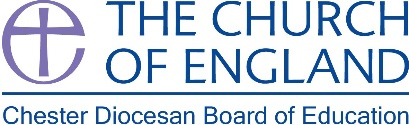 THE CHURCH
OF ENGLAND
Chester Diocesan Board of Education